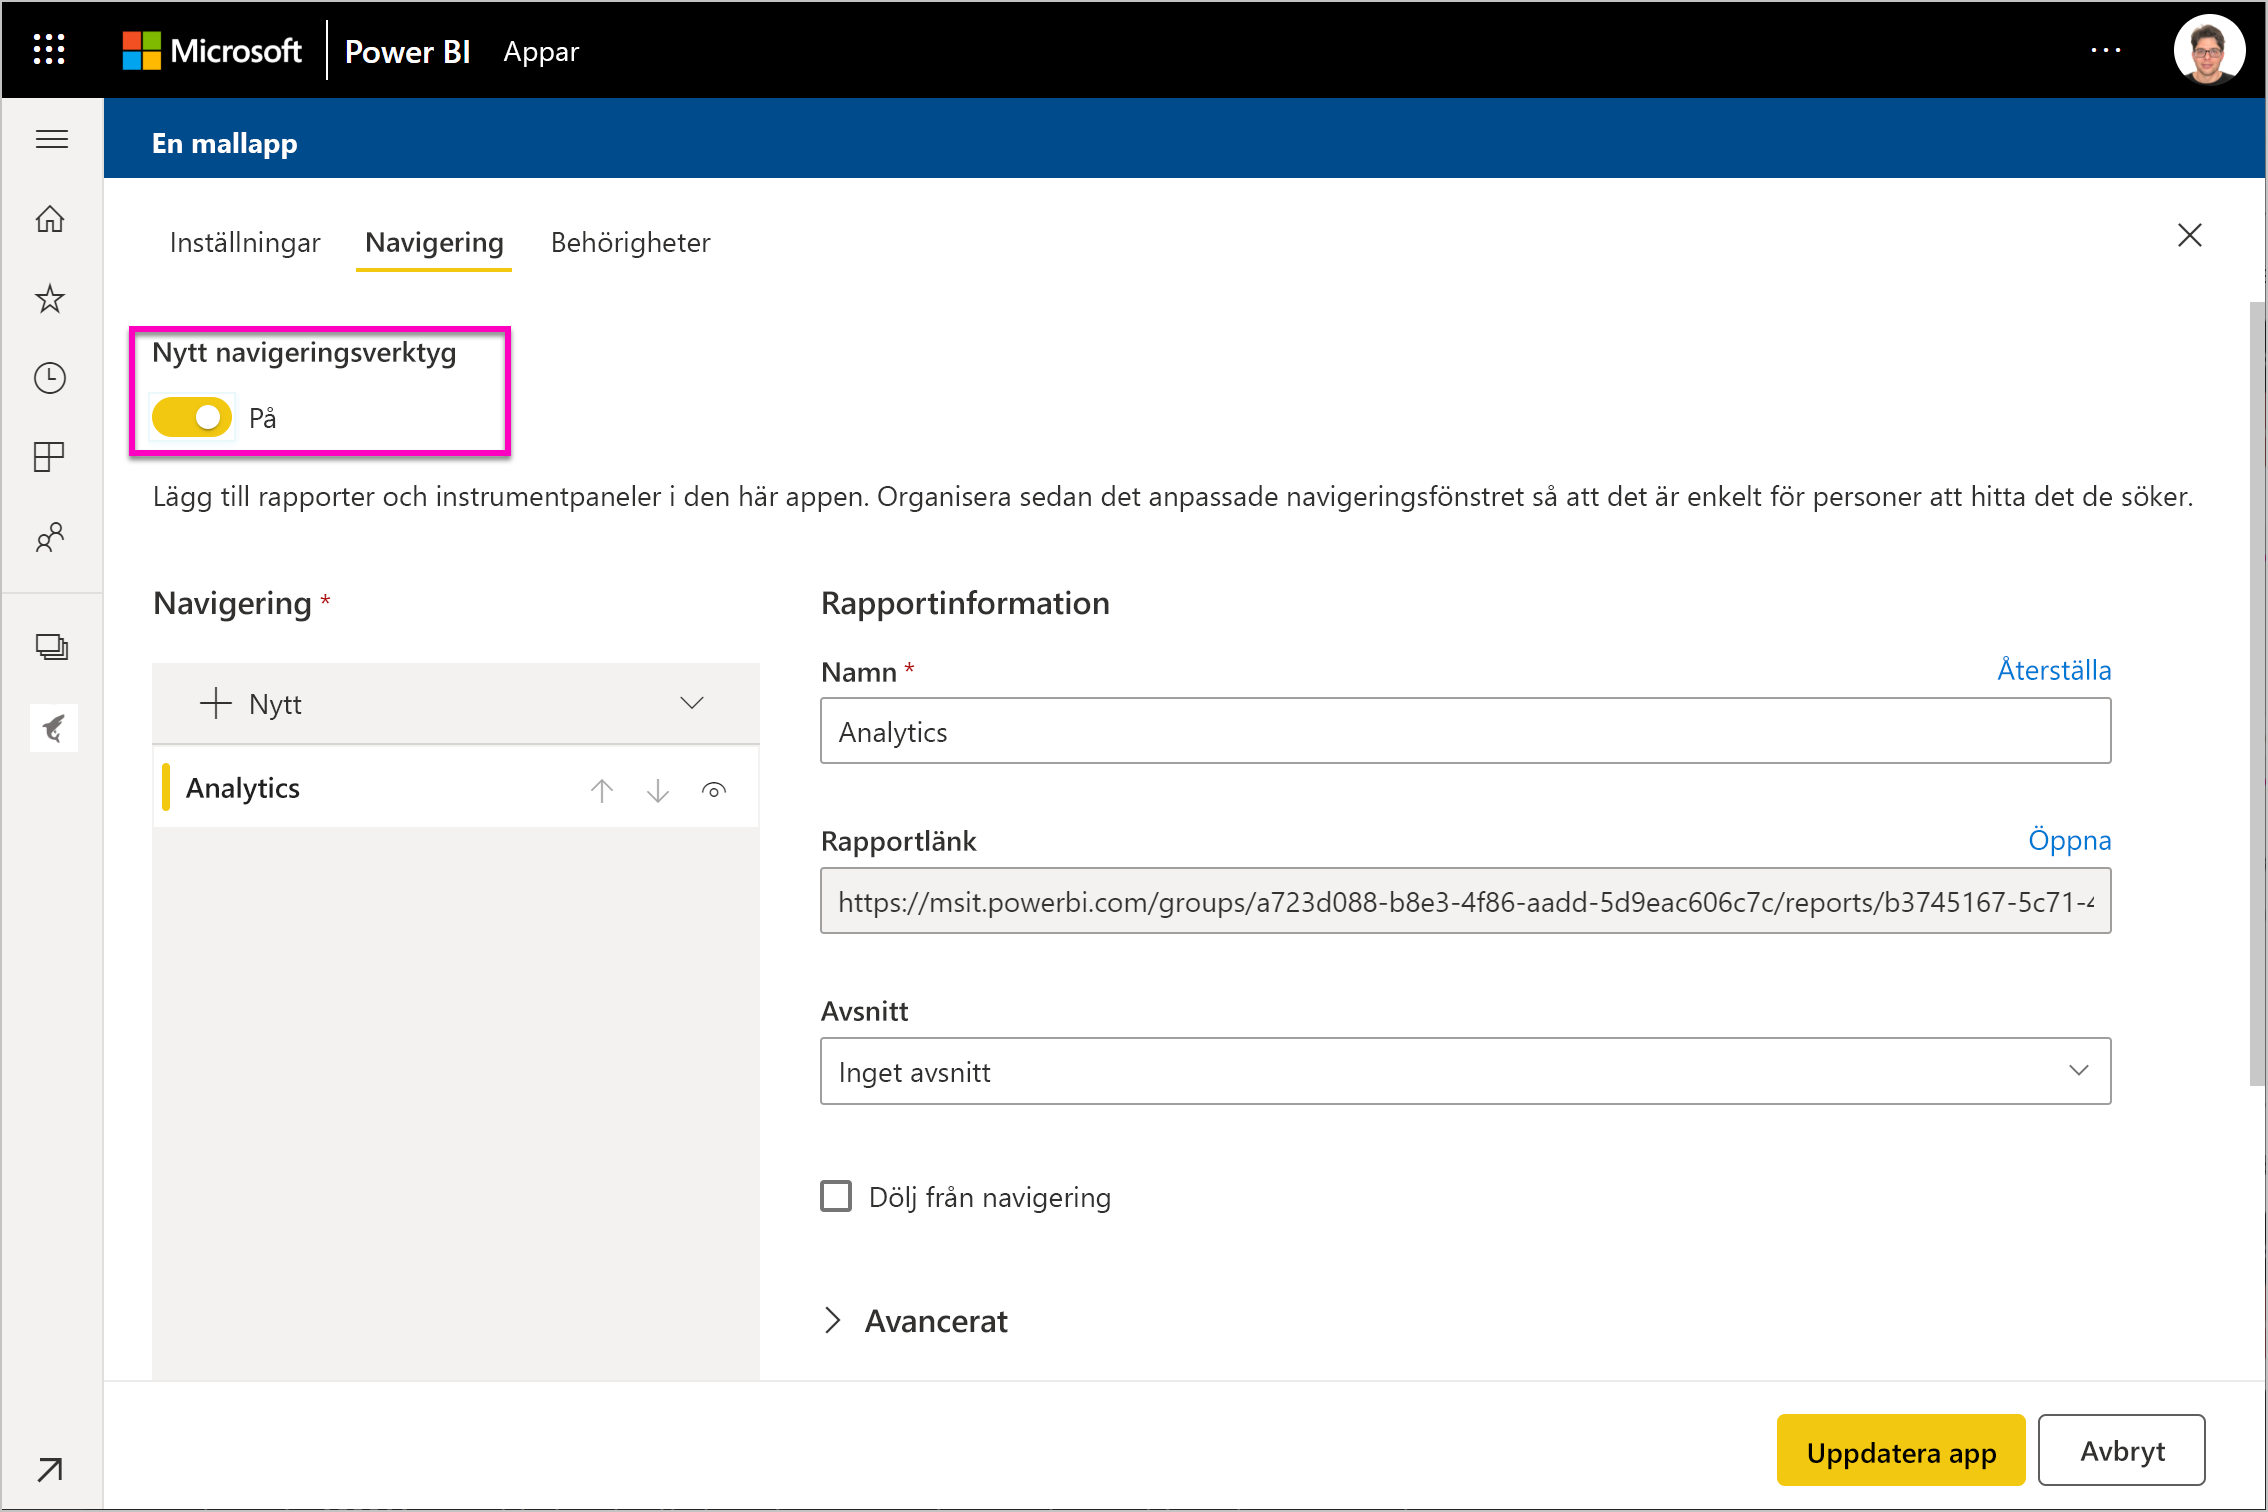 Microsoft Power BI Appar
En mallapp
Inställningar Navigering Behörigheter
Nytt navigeringsverktyg
På
Lägg till rapporter och instrumentpaneler i den här appen. Organisera sedan det anpassade navigeringsfönstret så att det är enkelt för personer att hitta det de söker.
Navigering *
Nytt
Analytics
Rapportinformation
Namn * Återställa
Analytics
Rapportlänk Öppna
https://msit.powerbi.com/groups/a723d088-b8e3-4f86-aadd-5d9eac606c7c/reports/b3745167-5c71-4
Avsnitt
Inget avsnitt
Dölj från navigering
Avancerat
Uppdatera app Avbryt